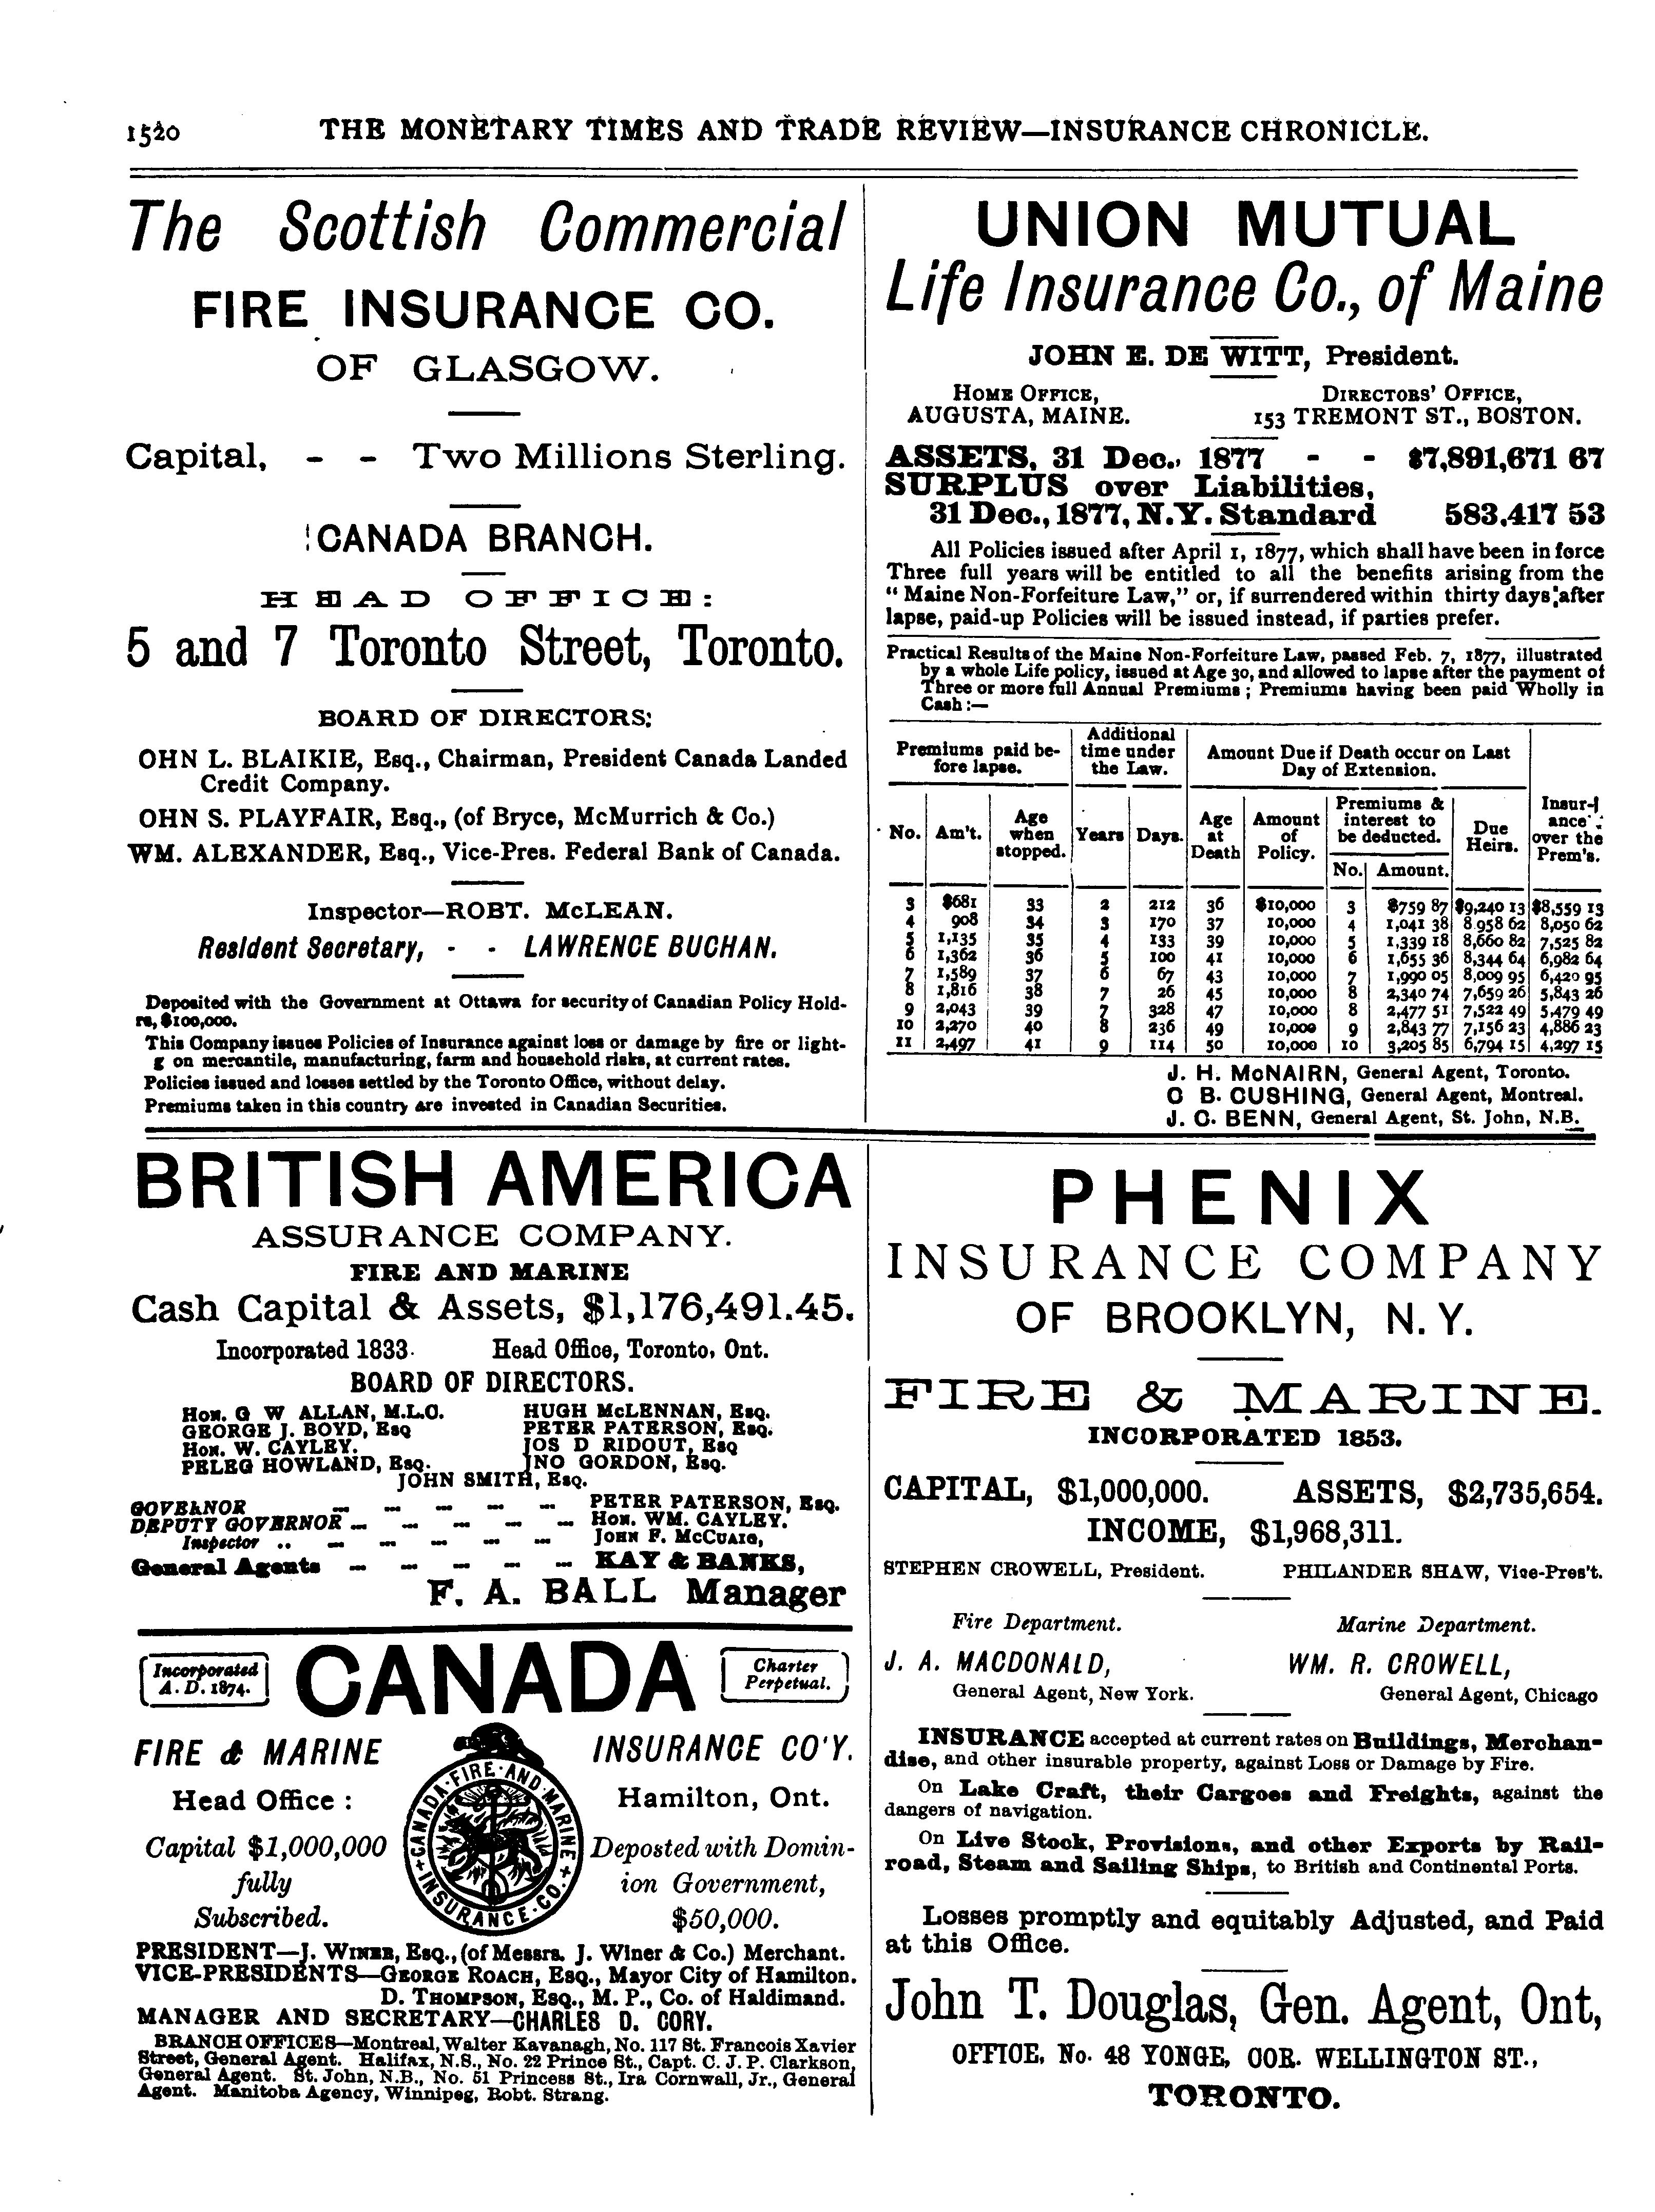 1520 THE MONETARY TIMES AND TRADE REVIEW—INSURANCE CHRONICLE.
The Scottish Commercial
FIRE INSURANCE CO.
OF GLASGOW.
Capital, - - Two Millions Sterling.
CANADA BRANCH.
HEAD OFFICE:
5 and 7 Toronto Street, Toronto.
BOARD OF DIRECTORS:
OHN L. BLAIKIE, Esq., Chairman, President Canada Landed
Credit Company.
OHN S. PLAYFAIR, Esq., (of Bryce, McMurrich & Co.)
WM. ALEXANDER, Esq., Vice-Pres. Federal Bank of Canada.
Inspector—ROBT. McLEAN.
Resident Secretary, - - LAWRENCE BUCHAN.
Deposited with the Government at Ottawa for security of Canadian Policy Hold-
rs, $100,000.
This Company issues Policies of Insurance against loss or damage by fire or light-
g on mercantile, manufacturing, farm and household risks, at current rates.
Policies issued and losses settled by the Toronto Office, without delay.
Premiums taken in this country are invested in Canadian Securities.
UNION MUTUAL
Life Insurance Co., of Maine
JOHN E. DE WITT, President.
HOME OFFICE, DIRECTORS' OFFICE,
AUGUSTA, MAINE. 153 TREMONT ST., BOSTON.
ASSETS, 31 Dec., 1877 - - $7,891,671 67
SURPLUS over Liabilities,
31 Dec., 1877, N.Y. Standard 583,417 53
All Policies issued after April 1, 1877, which shall have been in force
Three full years will be entitled to all the benefits arising from the
"Maine Non-Forfeiture Law," or, if surrendered within thirty days after
lapse, paid-up Policies will be issued instead, if parties prefer.
Practical Results of the Maine Non-Forfeiture Law, passed Feb. 7, 1877, illustrated
by a whole Life policy, issued at Age 30, and allowed to lapse after the payment of
Three or more full Annual Premiums; Premiums having been paid Wholly in
Cash:—
Premiums paid before lapse. Additional time under the Law. Amount Due if Death occur on Last Day of Extension.
No. Am't. Age when stopped. Years Days. Age at Death Amount of Policy. Premiums & interest to be deducted. No. Amount. Due Heirs. Insurance over the Prem's.
3 $681 33 2 212 36 $10,000 3 $759 87 $9,240 13 $8,559 13
4 908 34 3 170 37 10,000 4 1,041 38 8 958 62 8,050 62
5 1,135 35 4 133 39 10,000 5 1,339 18 8,660 82 7,525 82
6 1,362 36 5 100 41 10,000 6 1,655 36 8,344 64 6,982 64
7 1,589 37 6 67 43 10,000 7 1,990 05 8,009 95 6,420 95
8 1,816 38 7 26 45 10,000 8 2,340 74 7,659 26 5,843 26
9 2,043 39 7 328 47 10,000 8 2,477 51 7,522 49 5,479 49
10 2,270 40 8 236 49 10,000 9 2,843 77 7,156 23 4,886 23
11 2,497 41 9 114 50 10,000 10 3,205 85 6,794 15 4,297 15
J. H. McNAIRN, General Agent, Toronto.
C B. CUSHING, General Agent, Montreal.
J. C. BENN, General Agent, St. John, N.B.
BRITISH AMERICA
ASSURANCE COMPANY.
FIRE AND MARINE
Cash Capital & Assets, $1,176,491.45.
Incorporated 1833. Head Office, Toronto, Ont.
BOARD OF DIRECTORS.
HON. G W ALLAN, M.L.C. HUGH McLENNAN, ESQ.
GEORGE J. BOYD, ESQ PETER PATERSON, ESQ.
HON. W. CAYLEY. JOS D RIDOUT, ESQ
PELEG HOWLAND, ESQ. JNO GORDON, ESQ.
JOHN SMITH, ESQ.
GOVERNOR PETER PATERSON, ESQ.
DEPUTY GOVERNOR HON. WM. CAYLEY.
Inspector JOHN F. McCUAIG,
General Agents KAY & BANKS,
F. A. BALL Manager
Incorporated A.D. 1874. CANADA Charter Perpetual.
FIRE & MARINE INSURANCE CO'Y.
Head Office: Hamilton, Ont.
Capital $1,000,000 Deposted with Domin-
fully ion Government,
Subscribed. $50,000.
CANADA·FIRE·AND·MARINE·INSURANCE·CO.
PRESIDENT—J. WINER, Esq., (of Messrs. J. Winer & Co.) Merchant.
VICE-PRESIDENTS—GEORGE ROACH, ESQ., Mayor City of Hamilton.
D. THOMPSON, ESQ., M. P., Co. of Haldimand.
MANAGER AND SECRETARY—CHARLES D. CORY.
BRANCH OFFICES—Montreal, Walter Kavanagh, No. 117 St. Francois Xavier
Street, General Agent. Halifax, N.S., No. 22 Prince St., Capt. C. J. P. Clarkson,
General Agent. St. John, N.B., No. 51 Princess St., Ira Cornwall, Jr., General
Agent. Manitoba Agency, Winnipeg, Robt. Strang.
PHENIX
INSURANCE COMPANY
OF BROOKLYN, N. Y.
FIRE & MARINE.
INCORPORATED 1853.
CAPITAL, $1,000,000. ASSETS, $2,735,654.
INCOME, $1,968,311.
STEPHEN CROWELL, President. PHILANDER SHAW, Vice-Pres't.
Fire Department. Marine Department.
J. A. MACDONALD, WM. R. CROWELL,
General Agent, New York. General Agent, Chicago
INSURANCE accepted at current rates on Buildings, Merchan-
dise, and other insurable property, against Loss or Damage by Fire.
On Lake Craft, their Cargoes and Freights, against the
dangers of navigation.
On Live Stock, Provisions, and other Exports by Rail-
road, Steam and Sailing Ships, to British and Continental Ports.
Losses promptly and equitably Adjusted, and Paid
at this Office.
John T. Douglas, Gen. Agent, Ont,
OFFICE, No. 48 YONGE, COR. WELLINGTON ST.,
TORONTO.